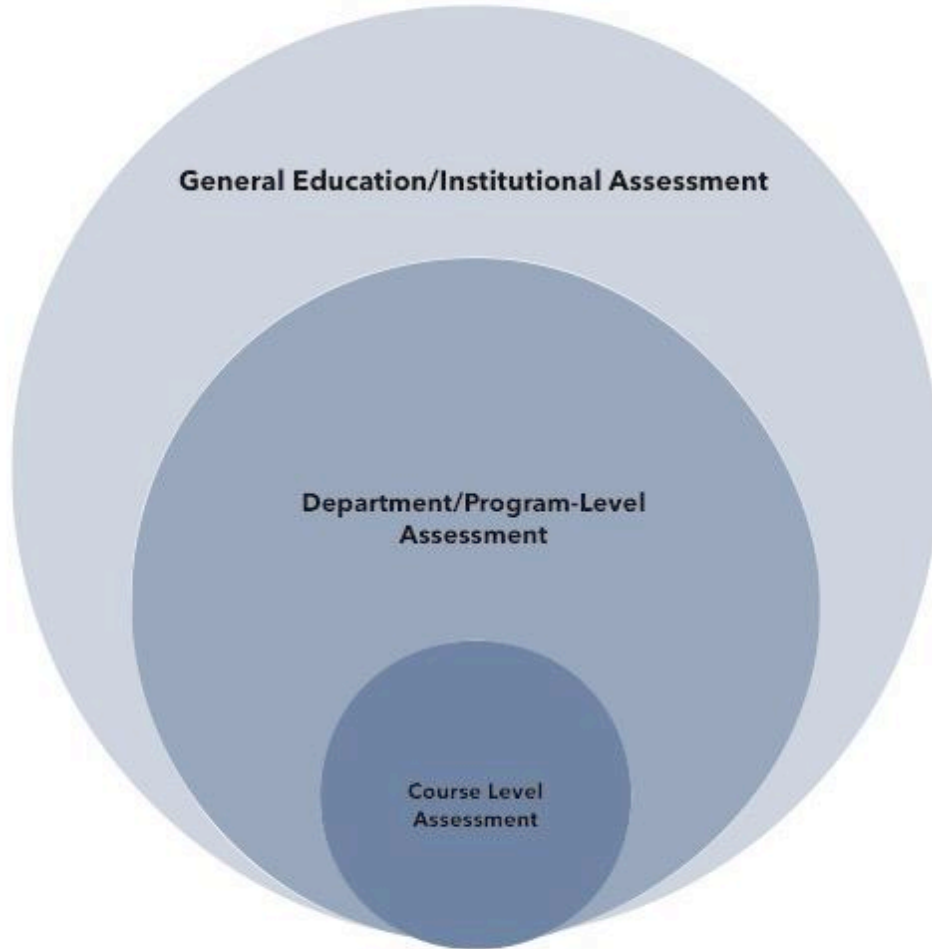 General Education/Institutional Assessment
Department/Program-Level
Assessment
Course Level
Assessment